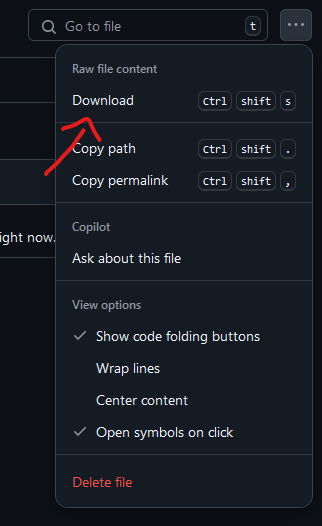 Go to file t
Raw file content
Download Ctrl shift s
Copy path Ctrl shift .
Copy permalink Ctrl shift ,
Copilot
ight now.
Ask about this file
View options
Show code folding buttons
Wrap lines
Center content
Open symbols on click
Delete file